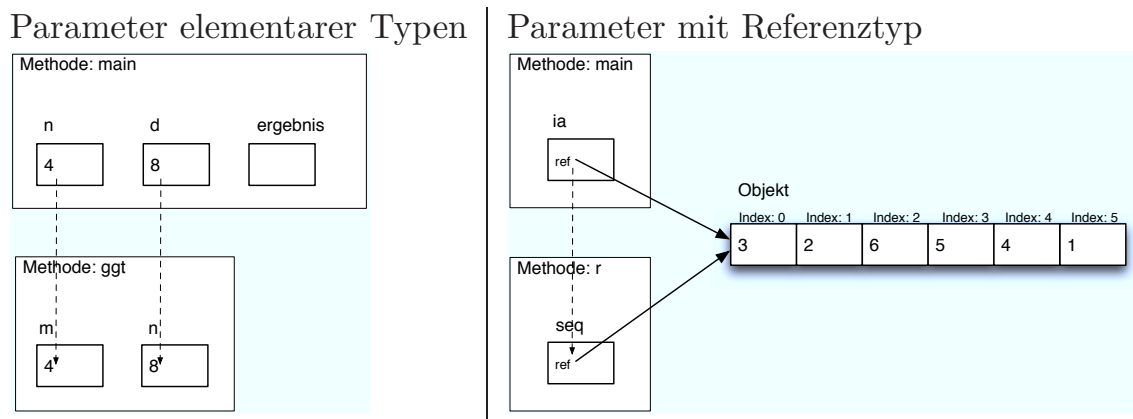 Parameter elementarer Typen
Methode: main
n d ergebnis
4 8
Methode: ggt
m n
4 8
Parameter mit Referenztyp
Methode: main
ia
ref
Objekt
Index: 0 Index: 1 Index: 2 Index: 3 Index: 4 Index: 5
3 2 6 5 4 1
Methode: r
seq
ref